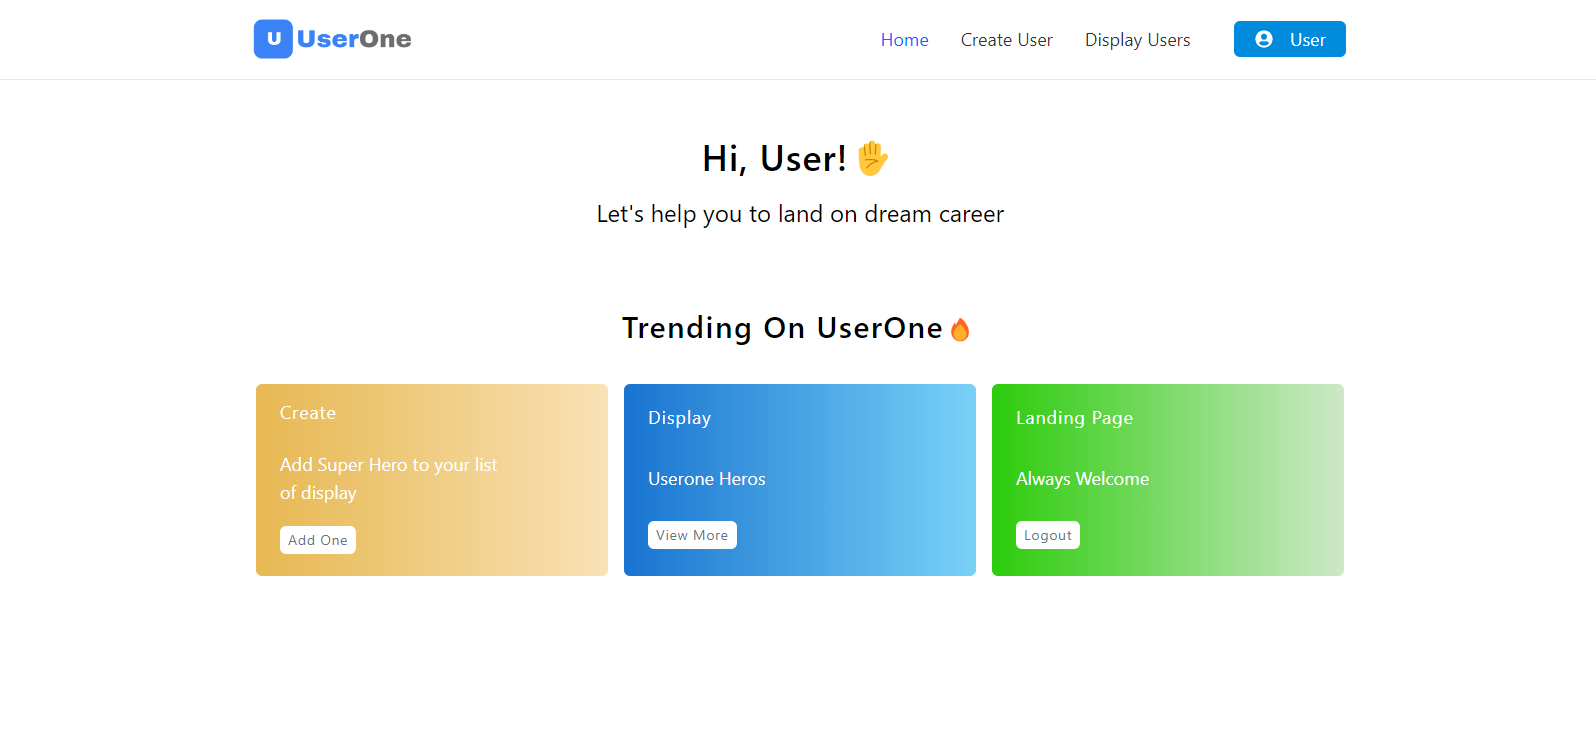 U UserOne
Home Create User Display Users User
Hi, User! ✋
Let's help you to land on dream career
Trending On UserOne🔥
Create
Add Super Hero to your list
of display
Add One
Display
Userone Heros
View More
Landing Page
Always Welcome
Logout